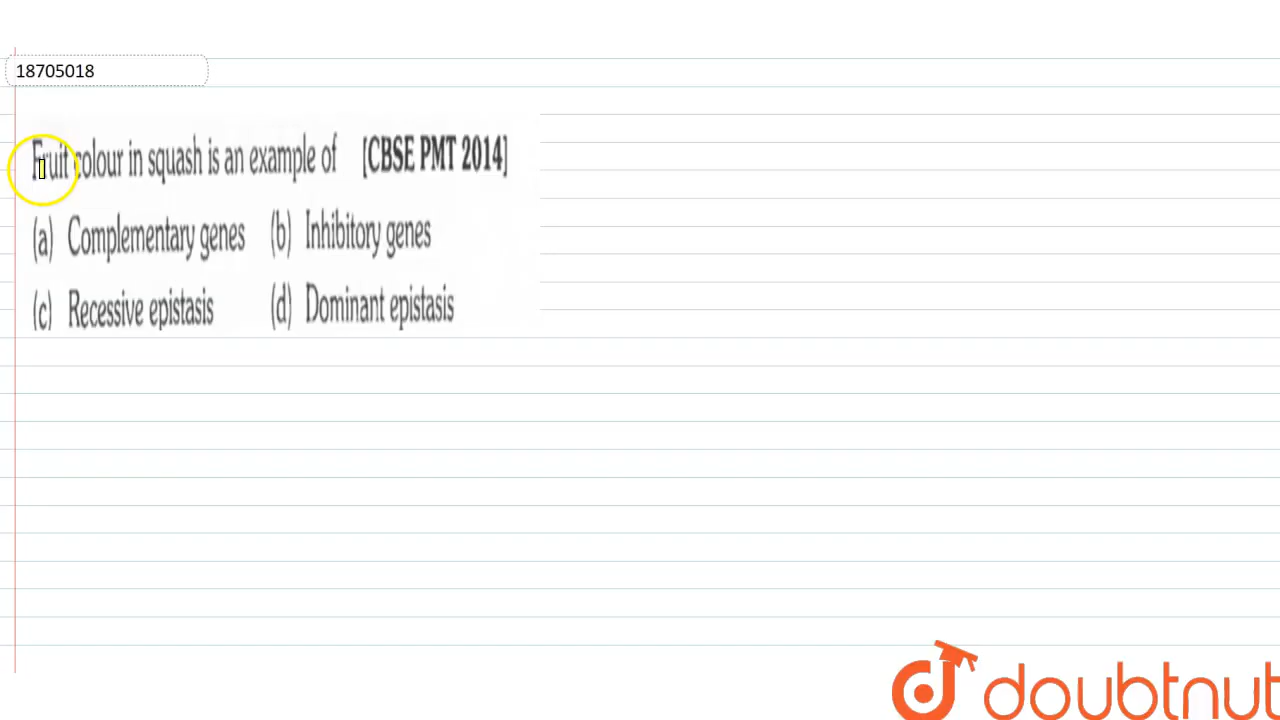 18705018
Fruit colour in squash is an example of [CBSE PMT 2014]
(a) Complementary genes (b) Inhibitory genes
(c) Recessive epistasis (d) Dominant epistasis
doubtnut